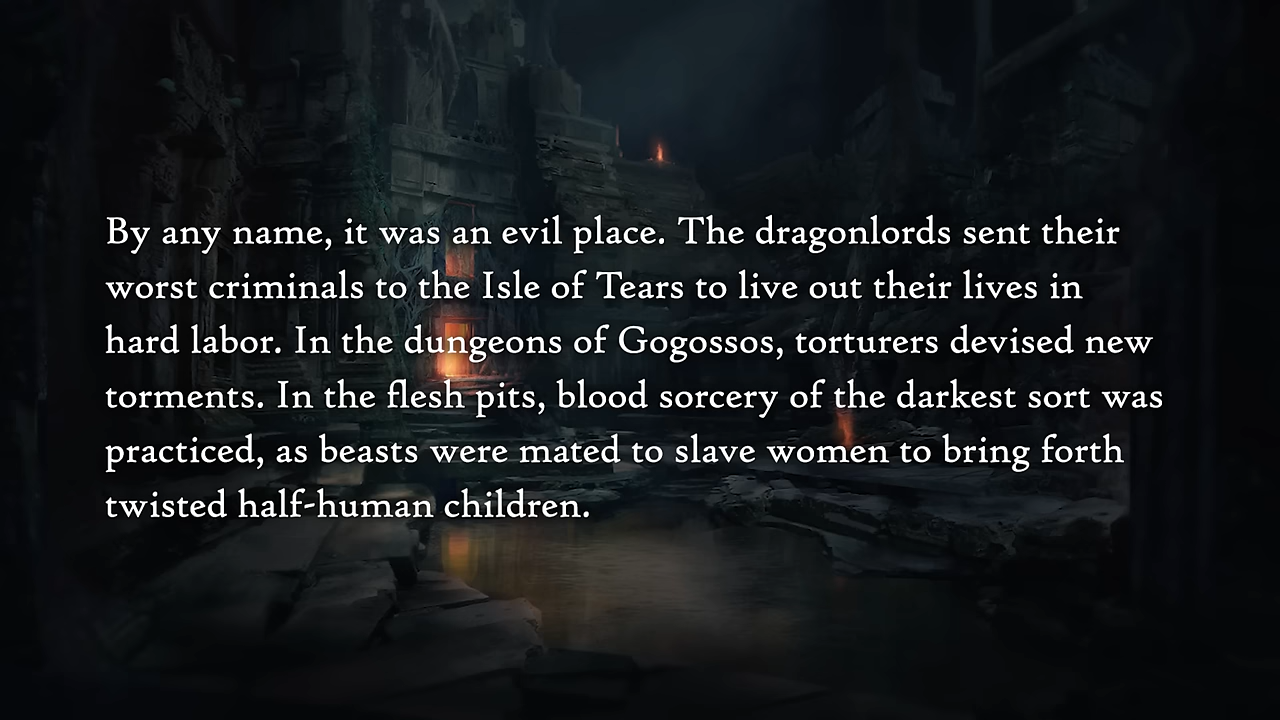 By any name, it was an evil place. The dragonlords sent their
worst criminals to the Isle of Tears to live out their lives in
hard labor. In the dungeons of Gogossos, torturers devised new
torments. In the flesh pits, blood sorcery of the darkest sort was
practiced, as beasts were mated to slave women to bring forth
twisted half-human children.